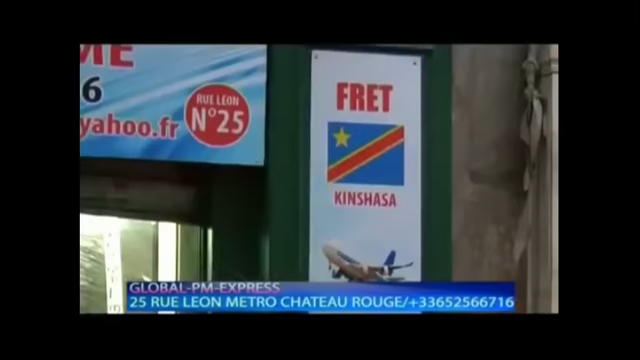 ME
6
yahoo.fr
RUE LEON
N°25
FRET
KINSHASA
GLOBAL-PM-EXPRESS
25 RUE LEON METRO CHATEAU ROUGE/+33652566716